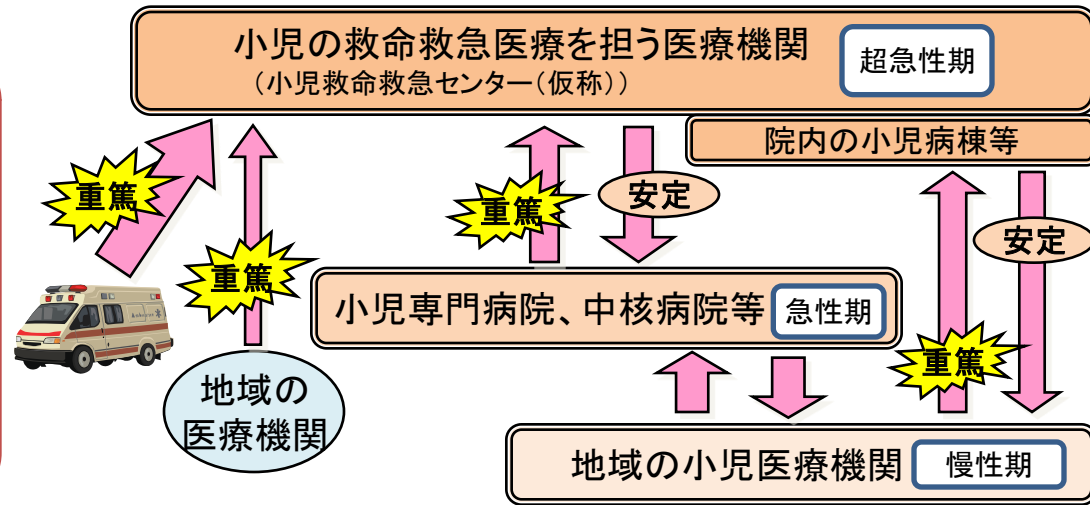 小児の救命救急医療を担う医療機関
（小児救命救急センター（仮称））
超急性期
院内の小児病棟等
重篤
重篤
重篤
安定
安定
小児専門病院、中核病院等
急性期
重篤
地域の
医療機関
地域の小児医療機関
慢性期